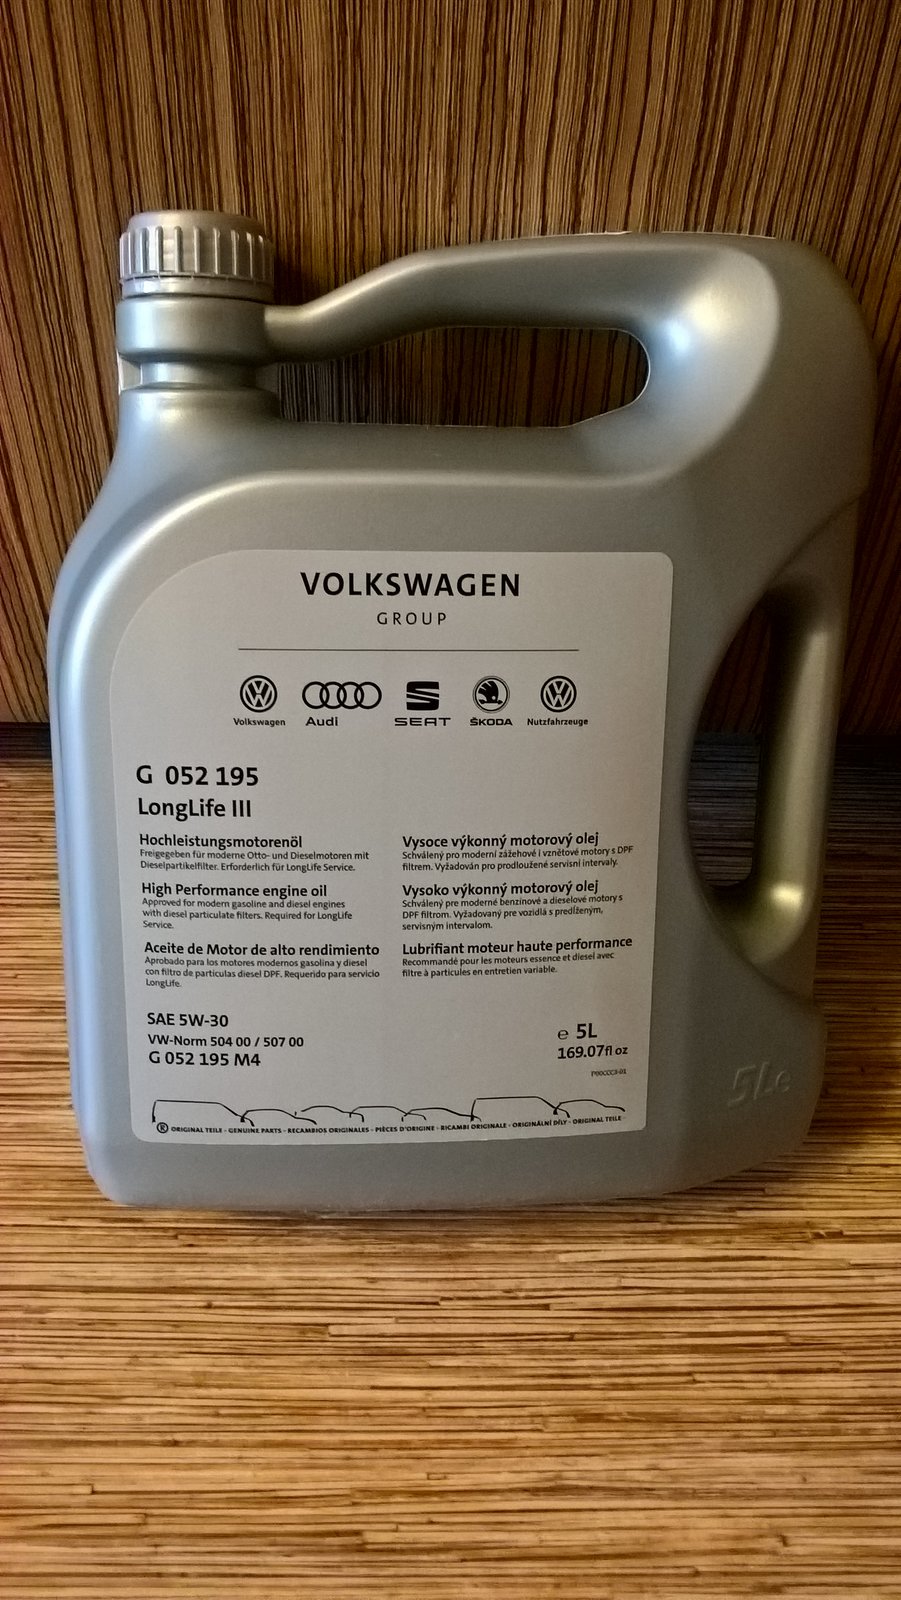 VOLKSWAGEN
GROUP
Volkswagen Audi SEAT ŠKODA Nutzfahrzeuge
G 052 195
LongLife III
Hochleistungsmotorenöl
Freigegeben für moderne Otto- und Dieselmotoren mit
Dieselpartikelfilter. Erforderlich für LongLife Service.
High Performance engine oil
Approved for modern gasoline and diesel engines
with diesel particulate filters. Required for LongLife
Service.
Aceite de Motor de alto rendimiento
Aprobado para los motores modernos gasolina y diesel
con filtro de particulas diesel DPF. Requerido para servicio
LongLife.
Vysoce výkonný motorový olej
Schválený pro moderní zážehové i vznětové motory s DPF
filtrem. Vyžadován pro prodloužené servisní intervaly.
Vysoko výkonný motorový olej
Schválený pre moderné benzínové a dieselové motory s
DPF filtrom. Vyžadovaný pre vozidlá s predĺženým,
servisným intervalom.
Lubrifiant moteur haute performance
Recommandé pour les moteurs essence et diesel avec
filtre à particules en entretien variable.
SAE 5W-30
VW-Norm 504 00 / 507 00
G 052 195 M4
℮ 5L
169.07fl oz
® ORIGINAL TEILE - GENUINE PARTS - RECAMBIOS ORIGINALES - PIÈCES D'ORIGINE - RICAMBI ORIGINALE - ORIGINÁLNÍ DÍLY - ORIGINAL TEILE -
5L℮